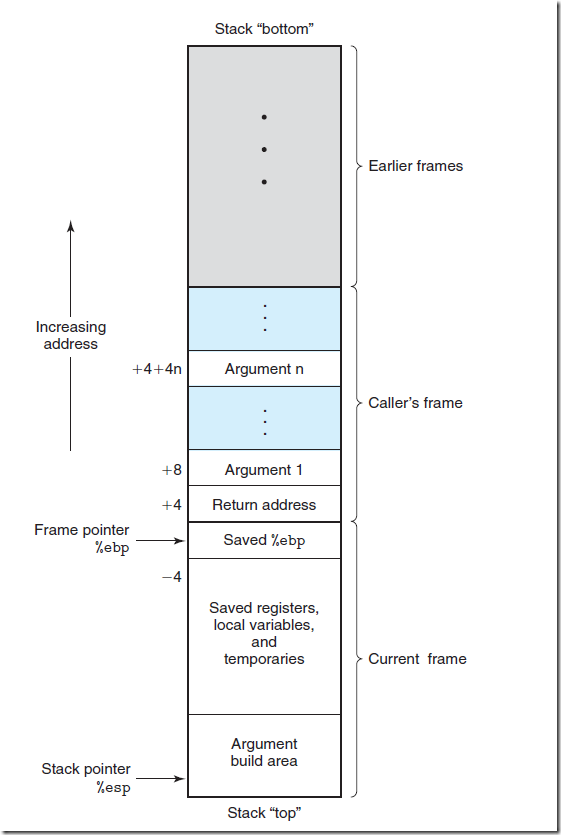 Stack “bottom”
Earlier frames
Increasing
address
+4+4n
Argument n
Caller’s frame
+8
Argument 1
+4
Return address
Frame pointer
%ebp
Saved %ebp
−4
Saved registers,
local variables,
and
temporaries
Current frame
Argument
build area
Stack pointer
%esp
Stack “top”